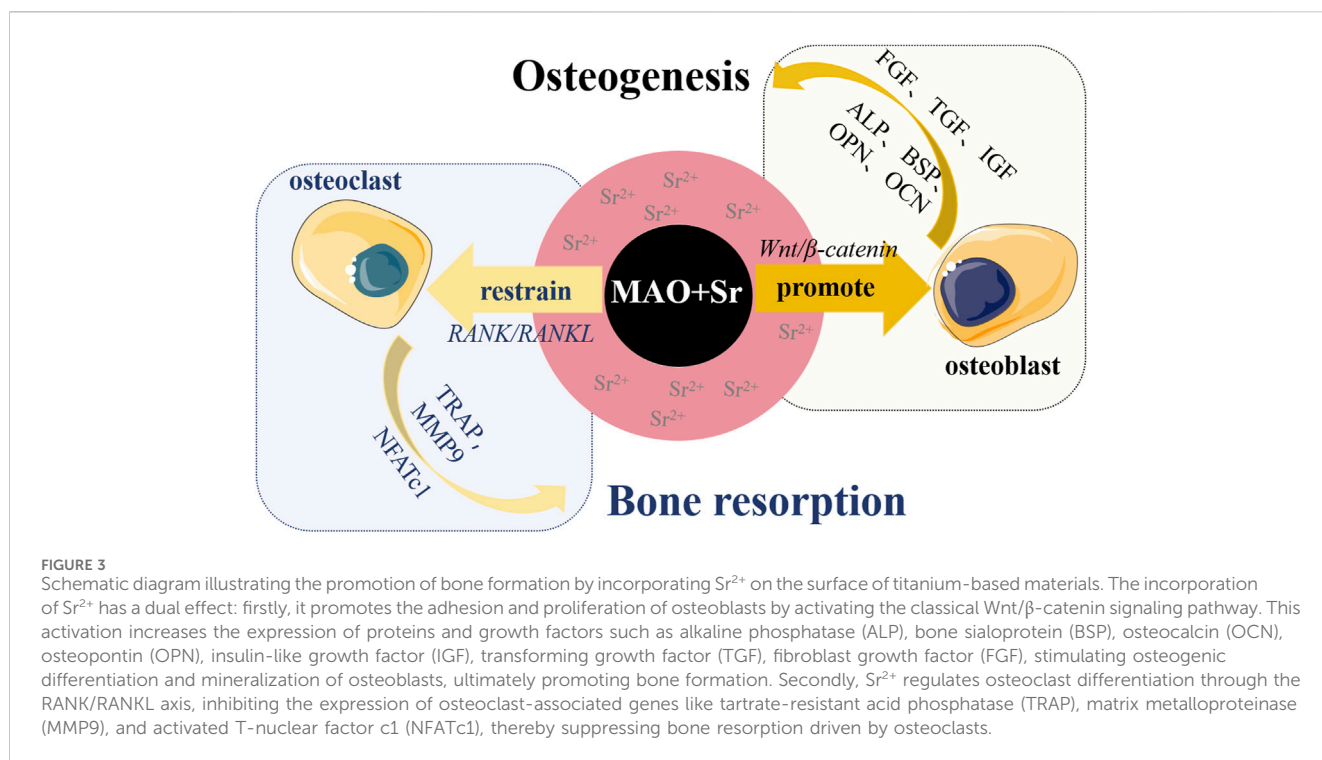 Osteogenesis
FGF、TGF、IGF
ALP、BSP、
OPN、OCN
osteoclast
Sr²⁺
Sr²⁺
Sr²⁺
Sr²⁺
Sr²⁺
Sr²⁺
Wnt/β-catenin
restrain
MAO+Sr
promote
RANK/RANKL
Sr²⁺
Sr²⁺
Sr²⁺
Sr²⁺
Sr²⁺
osteoblast
TRAP,
MMP9
NFATc1
Bone resorption
FIGURE 3
Schematic diagram illustrating the promotion of bone formation by incorporating Sr²⁺ on the surface of titanium-based materials. The incorporation
of Sr²⁺ has a dual effect: firstly, it promotes the adhesion and proliferation of osteoblasts by activating the classical Wnt/β-catenin signaling pathway. This
activation increases the expression of proteins and growth factors such as alkaline phosphatase (ALP), bone sialoprotein (BSP), osteocalcin (OCN),
osteopontin (OPN), insulin-like growth factor (IGF), transforming growth factor (TGF), fibroblast growth factor (FGF), stimulating osteogenic
differentiation and mineralization of osteoblasts, ultimately promoting bone formation. Secondly, Sr²⁺ regulates osteoclast differentiation through the
RANK/RANKL axis, inhibiting the expression of osteoclast-associated genes like tartrate-resistant acid phosphatase (TRAP), matrix metalloproteinase
(MMP9), and activated T-nuclear factor c1 (NFATc1), thereby suppressing bone resorption driven by osteoclasts.